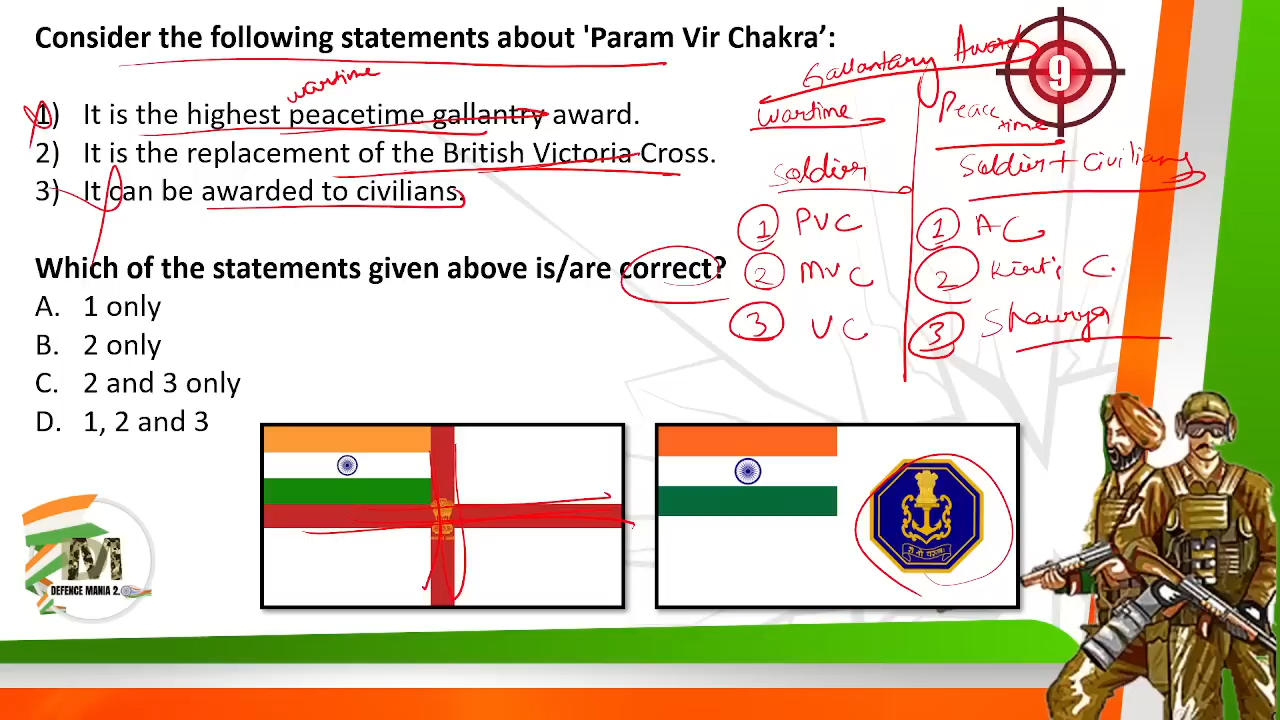 Consider the following statements about 'Param Vir Chakra’:
wartime
1) It is the highest peacetime gallantry award.
2) It is the replacement of the British Victoria Cross.
3) It can be awarded to civilians.
Which of the statements given above is/are correct?
A. 1 only
B. 2 only
C. 2 and 3 only
D. 1, 2 and 3
Gallantary Award
9
wartime
Peace time
Soldier
Soldier + Civilians
1 PVC
1 AC
2 MVC
2 Kirti C.
3 VC
3 Shaurya
M
DEFENCE MANIA 2.
शं नो वरुणः